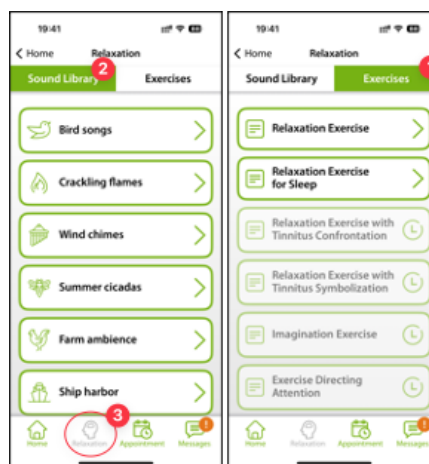 19:41
Home Relaxation
Sound Library 2 Exercises
Bird songs
Crackling flames
Wind chimes
Summer cicadas
Farm ambience
Ship harbor
3
Home Relaxation Appointment Messages
19:41
Home Relaxation
Sound Library Exercises 1
Relaxation Exercise
Relaxation Exercise
for Sleep
Relaxation Exercise with
Tinnitus Confrontation
Relaxation Exercise with
Tinnitus Symbolization
Imagination Exercise
Exercise Directing
Attention
Home Relaxation Appointment Messages